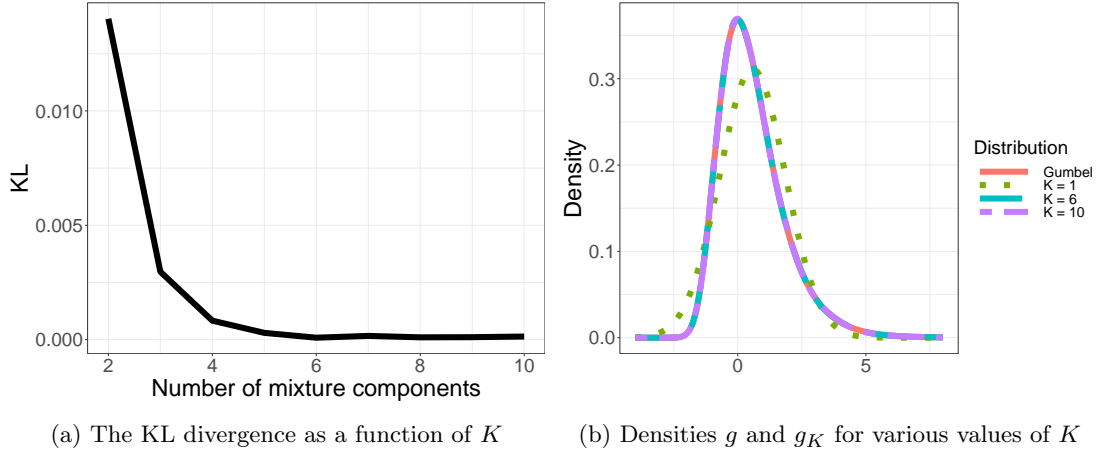 0.010
0.005
0.000
KL
2
4
6
8
10
Number of mixture components
0.3
0.2
0.1
0.0
Density
0
5
Distribution
Gumbel
K = 1
K = 6
K = 10
(a) The KL divergence as a function of K
(b) Densities g and g_K for various values of K